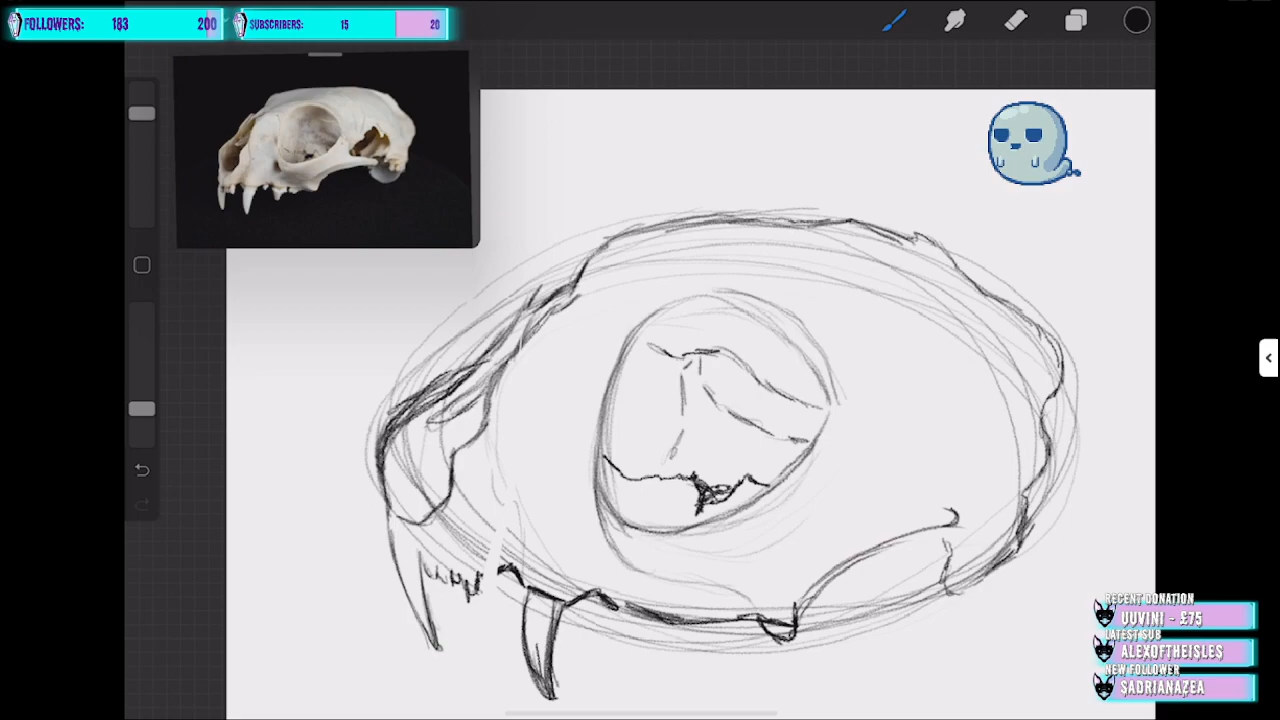 FOLLOWERS: 183 200
SUBSCRIBERS: 15 20
RECENT DONATION
UUVINI - £75
LATEST SUB
ALEXOFTHEISLES
NEW FOLLOWER
SADRIANAZEA